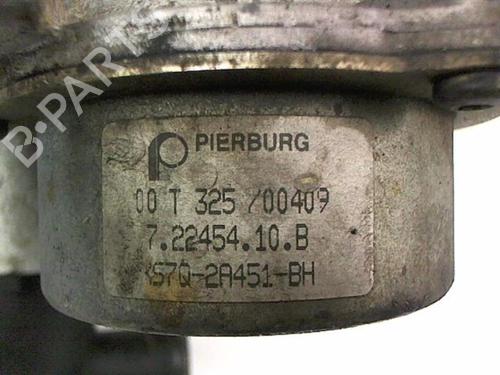 B-PARTS
PIERBURG
00 T 325 /00409
7.22454.10.B
XS7Q-2A451-BH